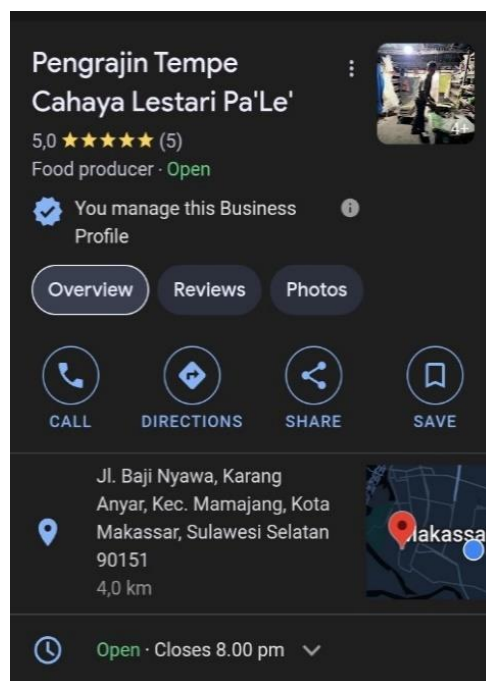 Pengrajin Tempe
Cahaya Lestari Pa'Le'
5,0 ★★★★★ (5)
Food producer · Open
You manage this Business
Profile
4+
Overview Reviews Photos
CALL DIRECTIONS SHARE SAVE
Jl. Baji Nyawa, Karang
Anyar, Kec. Mamajang, Kota
Makassar, Sulawesi Selatan
90151
4,0 km
Makassa
Open · Closes 8.00 pm